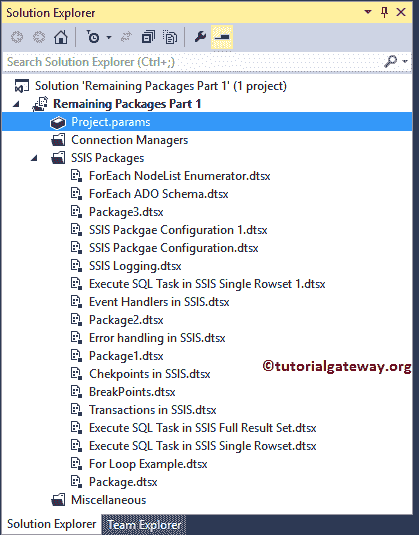 Solution Explorer
Search Solution Explorer (Ctrl+;)
Solution 'Remaining Packages Part 1' (1 project)
Remaining Packages Part 1
Project.params
Connection Managers
SSIS Packages
ForEach NodeList Enumerator.dtsx
ForEach ADO Schema.dtsx
Package3.dtsx
SSIS Packgae Configuration 1.dtsx
SSIS Packgae Configuration.dtsx
SSIS Logging.dtsx
Execute SQL Task in SSIS Single Rowset 1.dtsx
Event Handlers in SSIS.dtsx
Package2.dtsx
Error handling in SSIS.dtsx
Package1.dtsx
©tutorialgateway.org
Chekpoints in SSIS.dtsx
BreakPoints.dtsx
Transactions in SSIS.dtsx
Execute SQL Task in SSIS Full Result Set.dtsx
Execute SQL Task in SSIS Single Rowset.dtsx
For Loop Example.dtsx
Package.dtsx
Miscellaneous
Solution Explorer Team Explorer